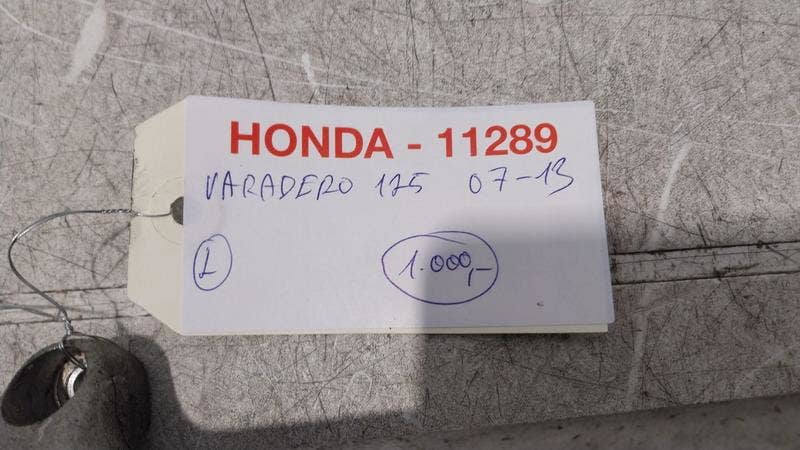 HONDA - 11289
VARADERO 125 07-13
L 1.000,-